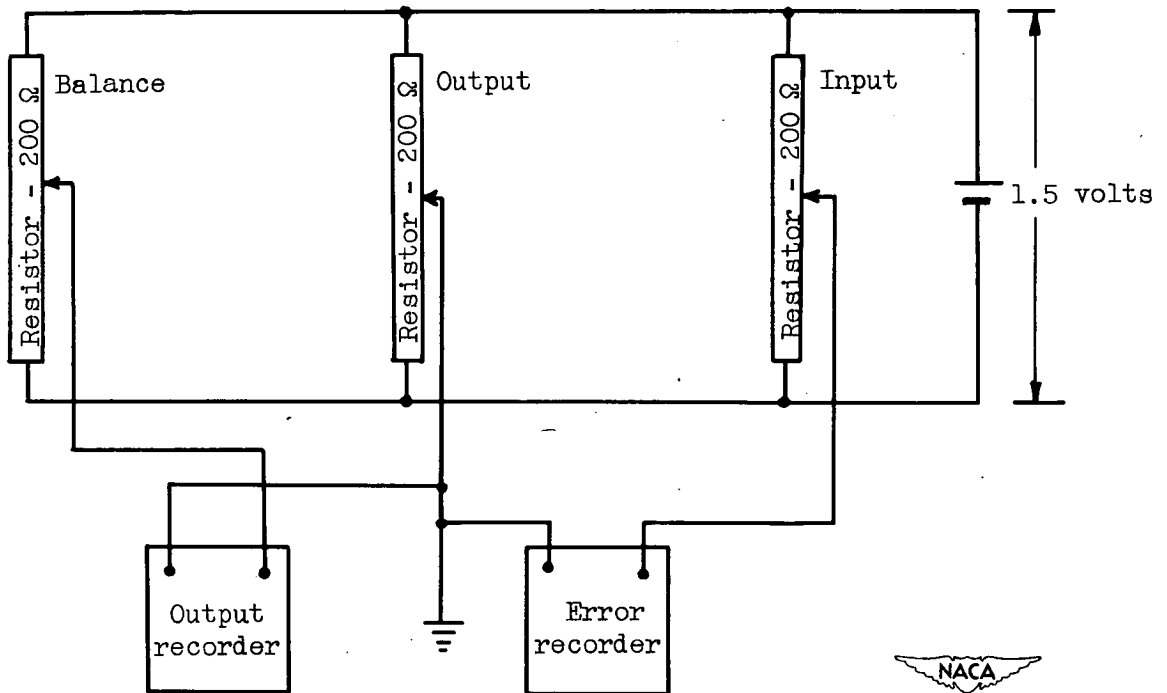 Balance
Output
Input
Resistor - 200 Ω
Resistor - 200 Ω
Resistor - 200 Ω
1.5 volts
Output
recorder
Error
recorder
NACA